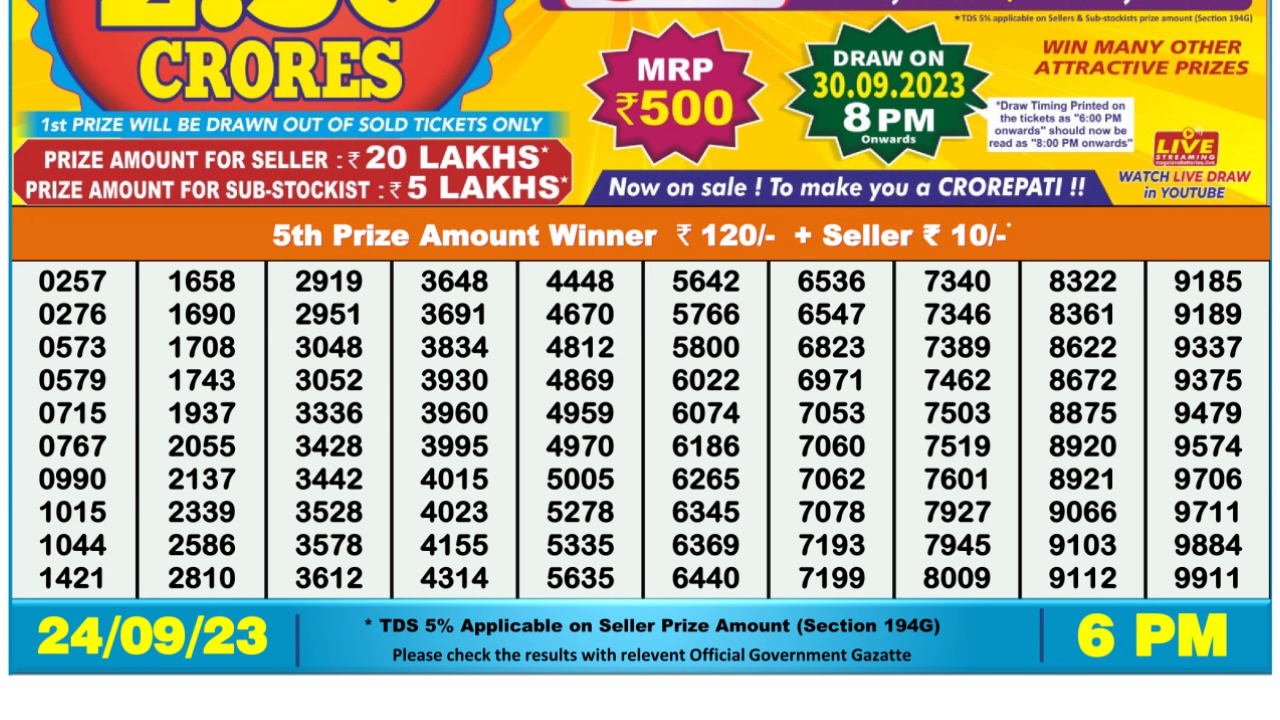 CRORES
1st PRIZE WILL BE DRAWN OUT OF SOLD TICKETS ONLY
PRIZE AMOUNT FOR SELLER : ₹ 20 LAKHS*
PRIZE AMOUNT FOR SUB-STOCKIST : ₹ 5 LAKHS*
★TDS 5% applicable on Sellers & Sub-stockists prize amount (Section 194G)
MRP
₹500
DRAW ON
30.09.2023
8 PM
Onwards
WIN MANY OTHER
ATTRACTIVE PRIZES
*Draw Timing Printed on
the tickets as "6:00 PM
onwards" should now be
read as "8:00 PM onwards"
LIVE
STREAMING
WATCH LIVE DRAW
in YOUTUBE
Now on sale ! To make you a CROREPATI !!
5th Prize Amount Winner ₹ 120/- + Seller ₹ 10/-*
0257 1658 2919 3648 4448 5642 6536 7340 8322 9185
0276 1690 2951 3691 4670 5766 6547 7346 8361 9189
0573 1708 3048 3834 4812 5800 6823 7389 8622 9337
0579 1743 3052 3930 4869 6022 6971 7462 8672 9375
0715 1937 3336 3960 4959 6074 7053 7503 8875 9479
0767 2055 3428 3995 4970 6186 7060 7519 8920 9574
0990 2137 3442 4015 5005 6265 7062 7601 8921 9706
1015 2339 3528 4023 5278 6345 7078 7927 9066 9711
1044 2586 3578 4155 5335 6369 7193 7945 9103 9884
1421 2810 3612 4314 5635 6440 7199 8009 9112 9911
24/09/23
* TDS 5% Applicable on Seller Prize Amount (Section 194G)
Please check the results with relevent Official Government Gazatte
6 PM